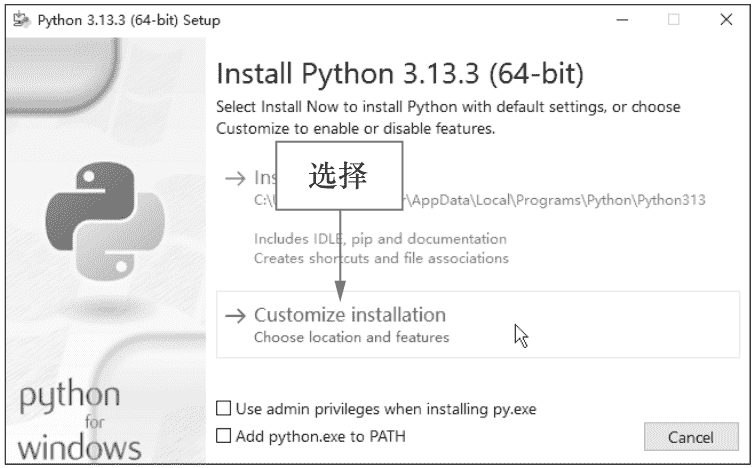 Python 3.13.3 (64-bit) Setup
Install Python 3.13.3 (64-bit)
Select Install Now to install Python with default settings, or choose
Customize to enable or disable features.
选择
\AppData\Local\Programs\Python\Python313
Includes IDLE, pip and documentation
Creates shortcuts and file associations
Customize installation
Choose location and features
python
for
windows
Use admin privileges when installing py.exe
Add python.exe to PATH
Cancel